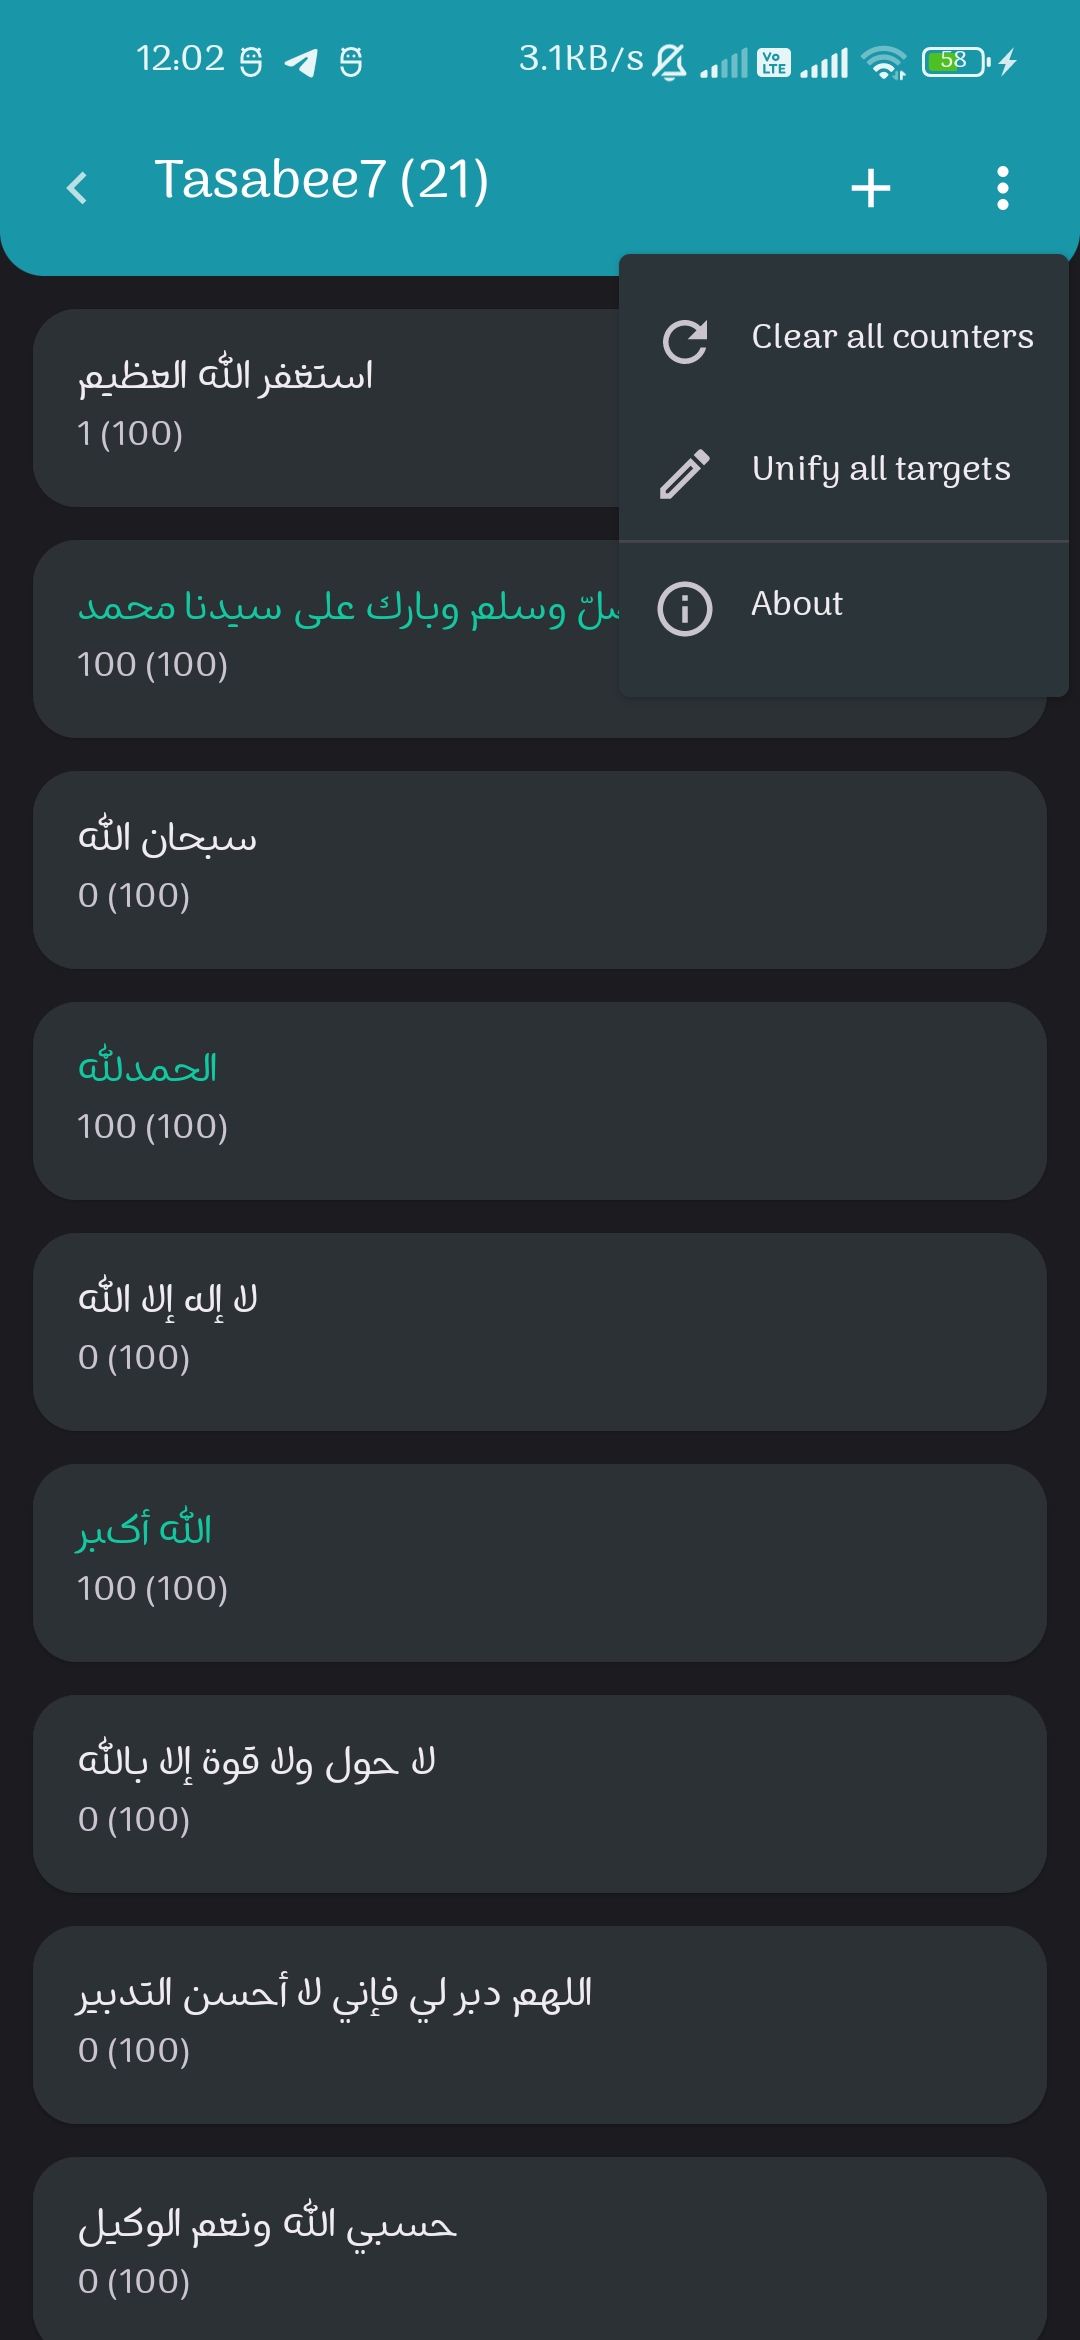 12:02 3.1KB/s Vo LTE 58
Tasabee7 (21)
Clear all counters
Unify all targets
About
استغفر الله العظيم
1 (100)
وسلم وبارك على سيدنا محمد
100 (100)
سبحان الله
0 (100)
الحمدلله
100 (100)
لا إله إلا الله
0 (100)
الله أكبر
100 (100)
لا حول ولا قوة إلا بالله
0 (100)
اللهم دبر لي فإني لا أحسن التدبير
0 (100)
حسبي الله ونعم الوكيل
0 (100)